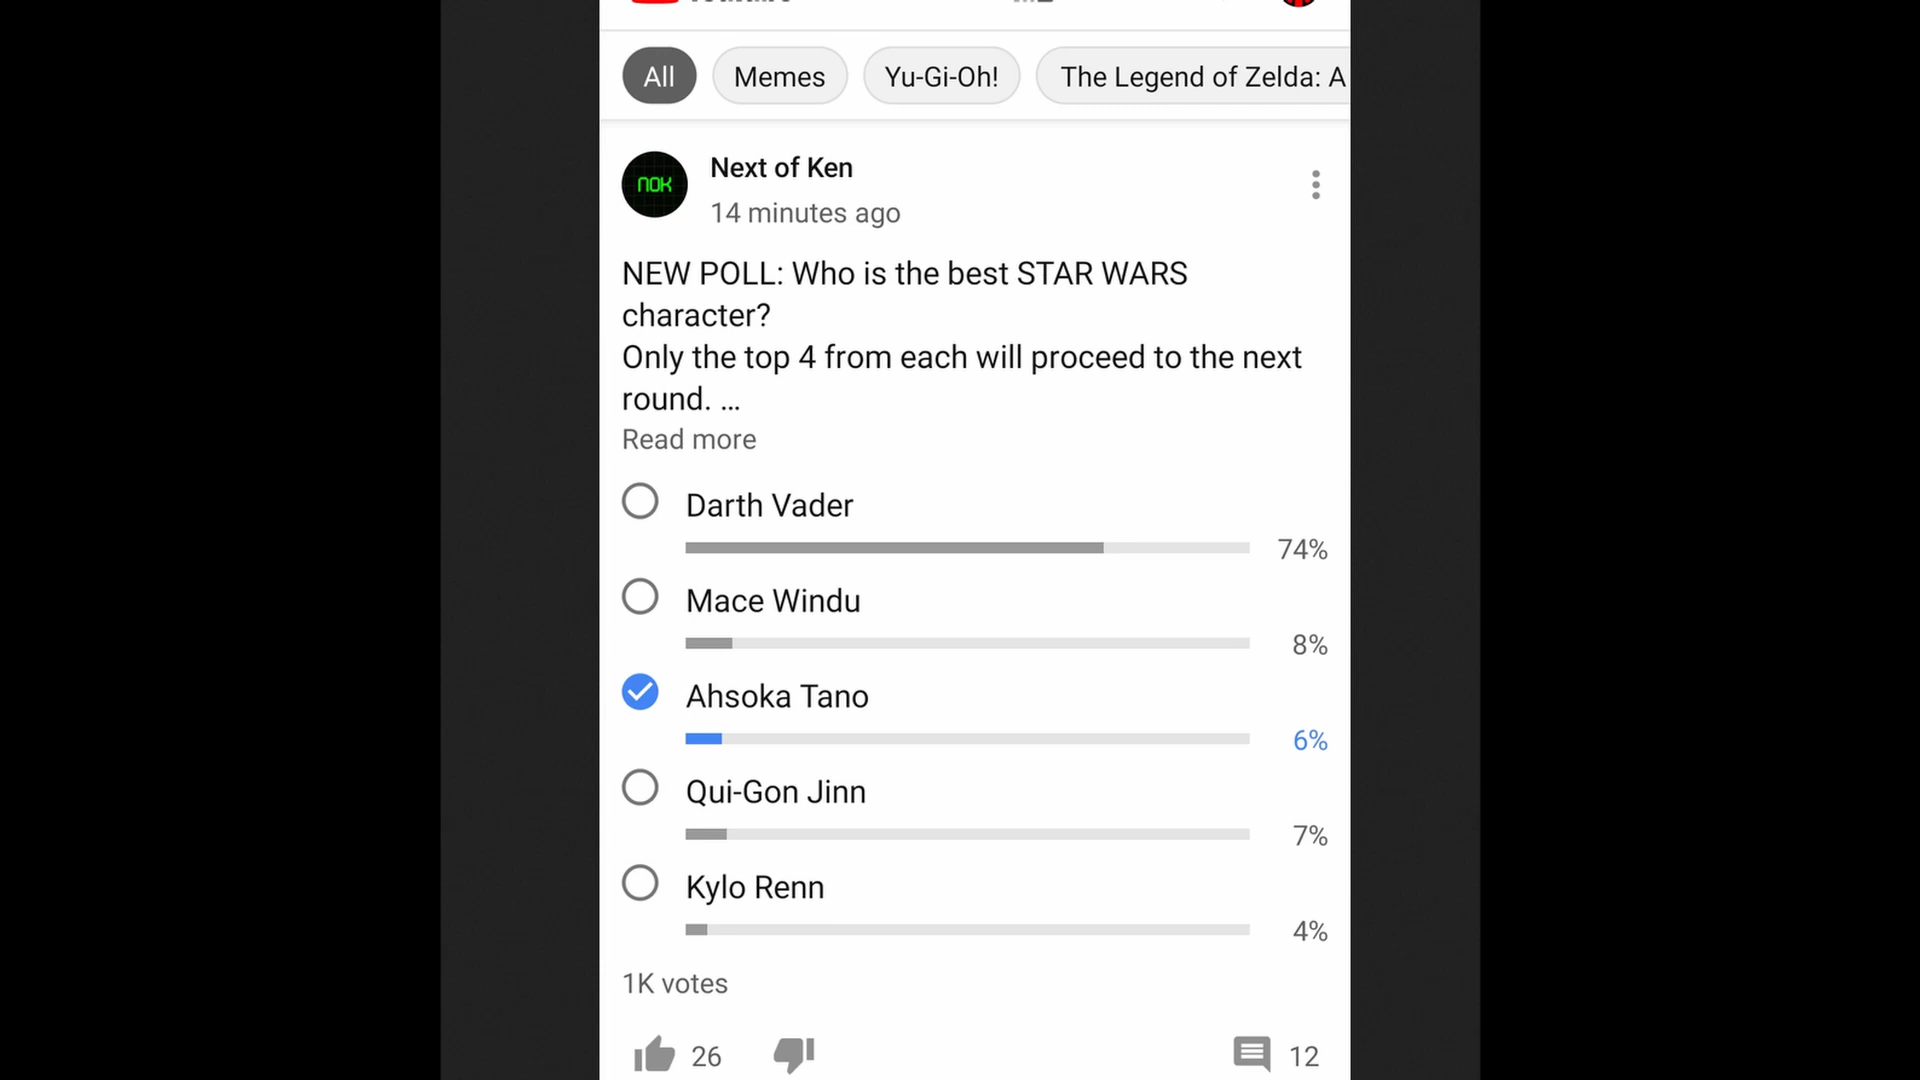 All
Memes
Yu-Gi-Oh!
The Legend of Zelda: A
nok
Next of Ken
14 minutes ago
NEW POLL: Who is the best STAR WARS
character?
Only the top 4 from each will proceed to the next
round. ...
Read more
Darth Vader
74%
Mace Windu
8%
Ahsoka Tano
6%
Qui-Gon Jinn
7%
Kylo Renn
4%
1K votes
26
12